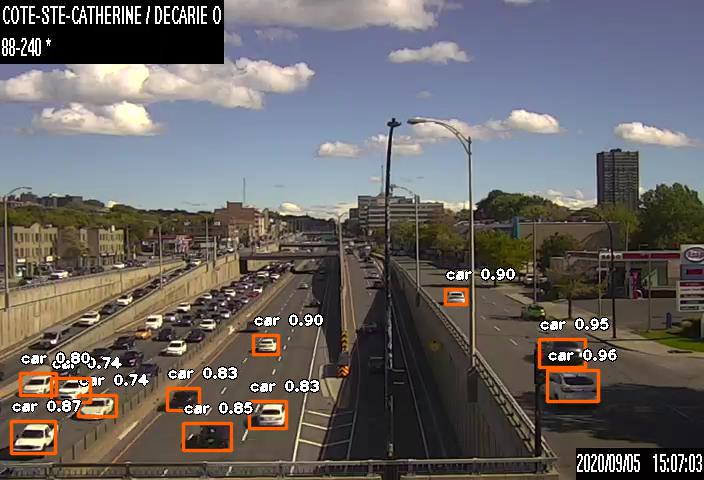 COTE-STE-CATHERINE / DECARIE O
88-240 *
car 0.90
car 0.90
car 0.95
car 0.96
car 0.80
0.74
car 0.74
car 0.83
car 0.83
car 0.87
car 0.85
Esso
2020/09/05 15:07:03